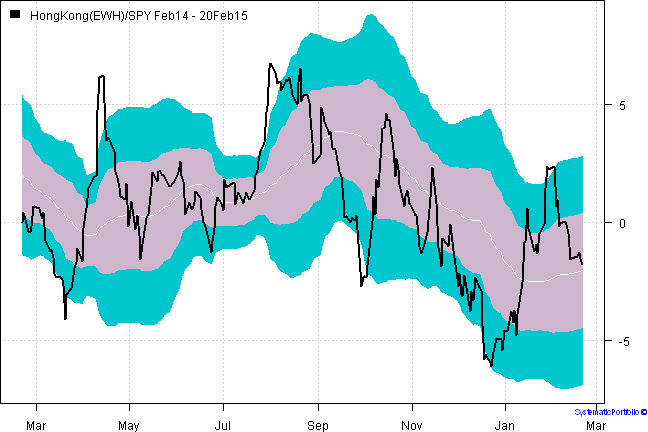 HongKong(EWH)/SPY Feb14 - 20Feb15
5
0
-5
SystematicPortfolio ©
Mar May Jul Sep Nov Jan Mar